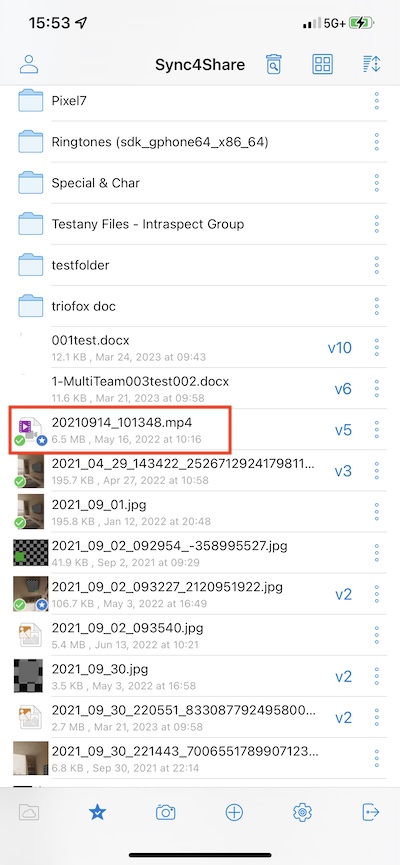 15:53
5G+
Sync4Share
Pixel7
Ringtones (sdk_gphone64_x86_64)
Special & Char
Testany Files - Intraspect Group
testfolder
triofox doc
001test.docx
12.1 KB , Mar 24, 2023 at 09:43
v10
1-MultiTeam003test002.docx
11.6 KB , Mar 21, 2023 at 09:58
v6
20210914_101348.mp4
6.5 MB , May 16, 2022 at 10:16
v5
2021_04_29_143422_2526712924179811...
195.7 KB , Apr 27, 2022 at 10:58
v3
2021_09_01.jpg
195.8 KB , Jan 12, 2022 at 20:48
2021_09_02_092954_-358995527.jpg
41.9 KB , Sep 2, 2021 at 09:29
2021_09_02_093227_2120951922.jpg
106.7 KB , May 3, 2022 at 16:49
v2
2021_09_02_093540.jpg
5.4 MB , Jun 13, 2022 at 10:21
2021_09_30.jpg
3.5 KB , May 3, 2022 at 16:58
v2
2021_09_30_220551_833087792495800...
2.7 MB , Mar 21, 2023 at 09:58
v2
2021_09_30_221443_7006551789907123...
6.8 KB , Sep 30, 2021 at 22:14